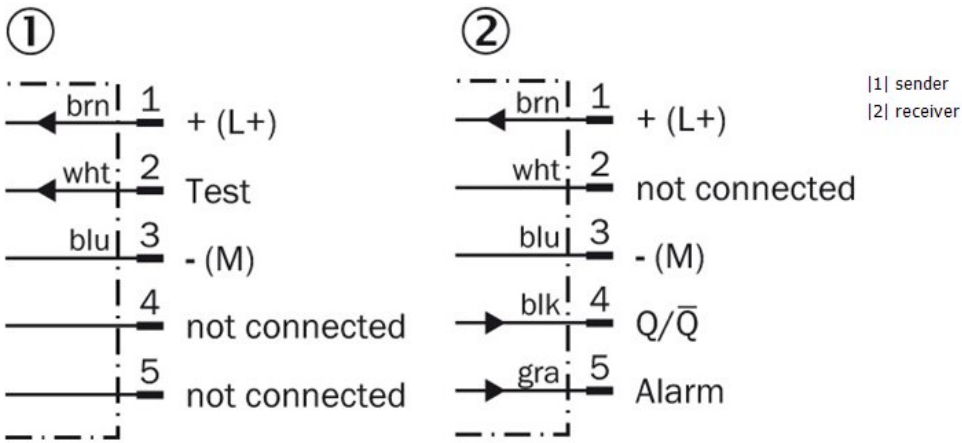 ①
brn 1 + (L+)
wht 2 Test
blu 3 - (M)
4 not connected
5 not connected
②
brn 1 + (L+)
wht 2 not connected
blu 3 - (M)
blk 4 Q/Q̅
gra 5 Alarm
|1| sender
|2| receiver